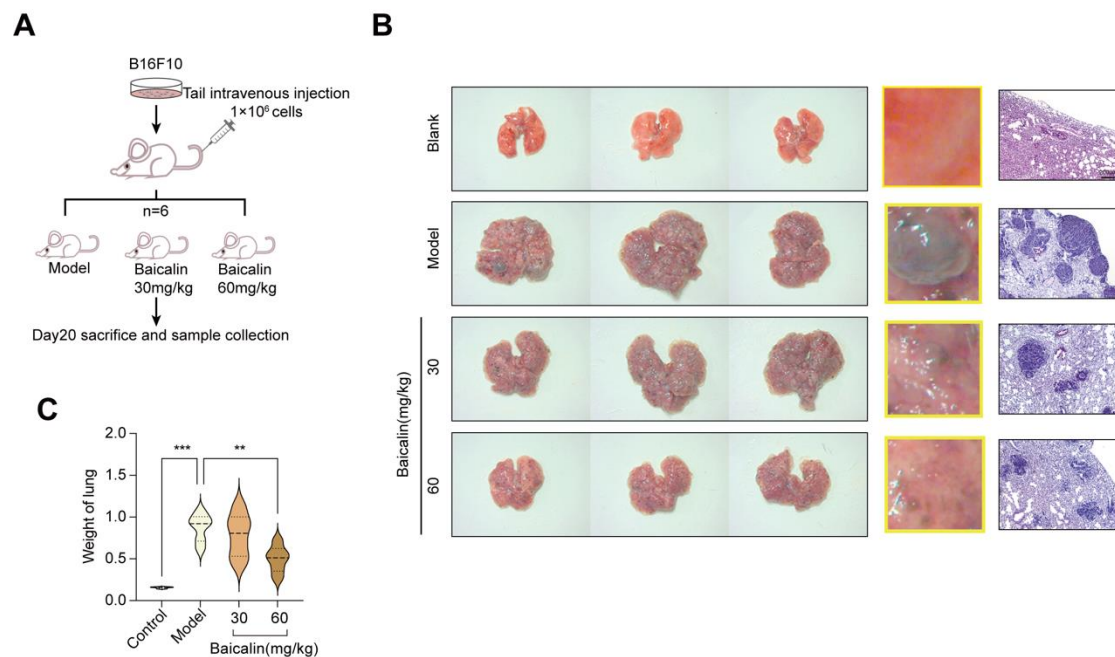 A
B16F10
Tail intravenous injection
1×10⁶ cells
n=6
Model
Baicalin
30mg/kg
Baicalin
60mg/kg
Day20 sacrifice and sample collection
B
Blank
Model
Baicalin(mg/kg)
30
60
C
Weight of lung
2.0
1.5
1.0
0.5
0.0
***
**
Control
Model
30
60
Baicalin(mg/kg)